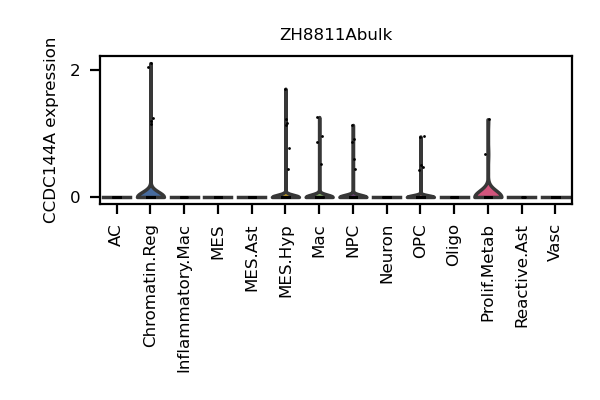 ZH8811Abulk
CCDC144A expression
2
0
AC
Chromatin.Reg
Inflammatory.Mac
MES
MES.Ast
MES.Hyp
Mac
NPC
Neuron
OPC
Oligo
Prolif.Metab
Reactive.Ast
Vasc